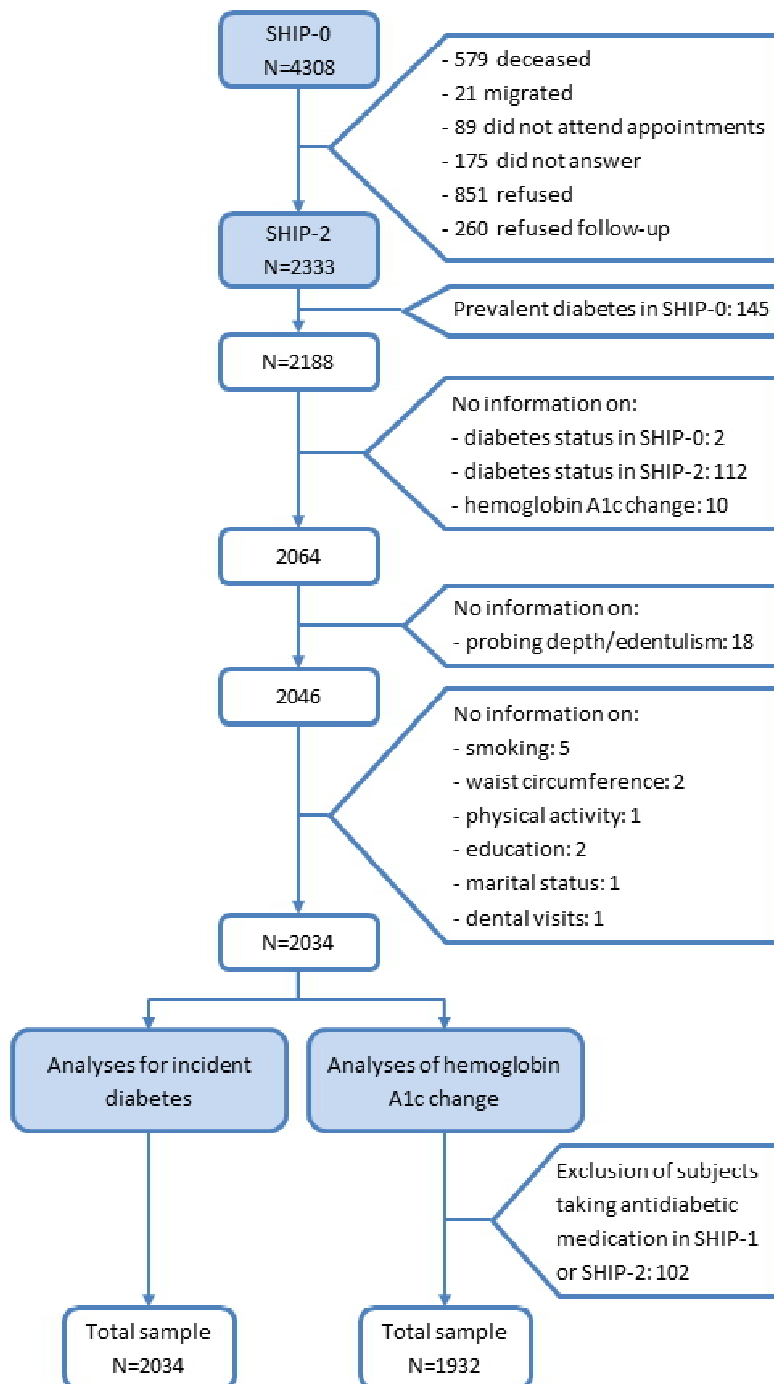 SHIP-0
N=4308
- 579 deceased
- 21 migrated
- 89 did not attend appointments
- 175 did not answer
- 851 refused
- 260 refused follow-up
SHIP-2
N=2333
Prevalent diabetes in SHIP-0: 145
N=2188
No information on:
- diabetes status in SHIP-0: 2
- diabetes status in SHIP-2: 112
- hemoglobin A1c change: 10
2064
No information on:
- probing depth/edentulism: 18
2046
No information on:
- smoking: 5
- waist circumference: 2
- physical activity: 1
- education: 2
- marital status: 1
- dental visits: 1
N=2034
Analyses for incident
diabetes
Analyses of hemoglobin
A1c change
Exclusion of subjects
taking antidiabetic
medication in SHIP-1
or SHIP-2: 102
Total sample
N=2034
Total sample
N=1932